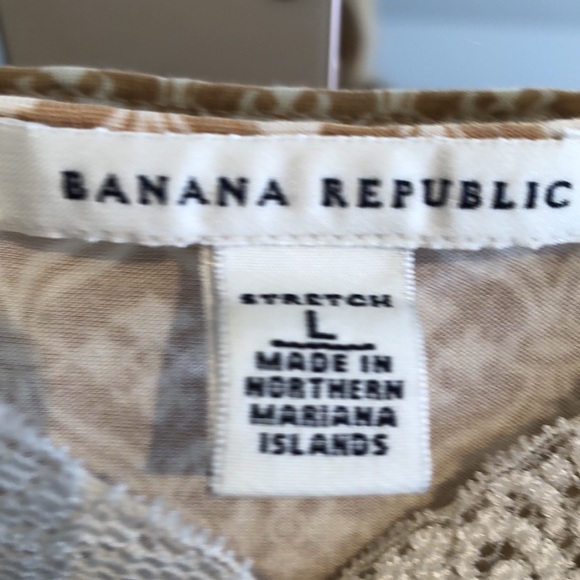 BANANA REPUBLIC
STRETCH
L
MADE IN
NORTHERN
MARIANA
ISLANDS